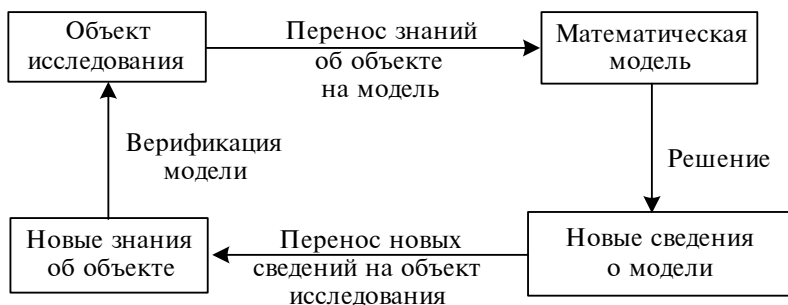 Объект
исследования
Перенос знаний
об объекте
на модель
Математическая
модель
Верификация
модели
Решение
Новые знания
об объекте
Перенос новых
сведений на объект
исследования
Новые сведения
о модели